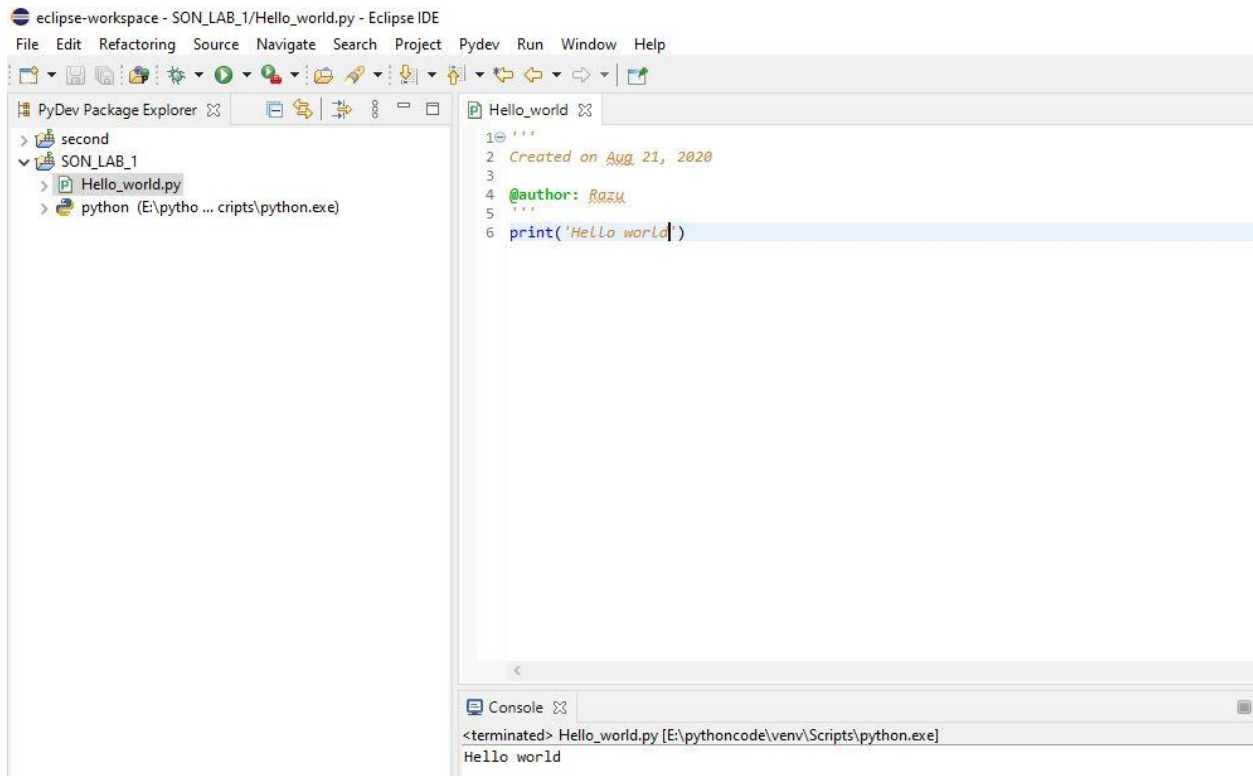 eclipse-workspace - SON_LAB_1/Hello_world.py - Eclipse IDE
File Edit Refactoring Source Navigate Search Project Pydev Run Window Help
PyDev Package Explorer
second
SON_LAB_1
Hello_world.py
python (E:\pytho ... cripts\python.exe)
Hello_world
1 '''
2 Created on Aug 21, 2020
3
4 @author: Razu
5 '''
6 print('Hello world')
Console
<terminated> Hello_world.py [E:\pythoncode\venv\Scripts\python.exe]
Hello world